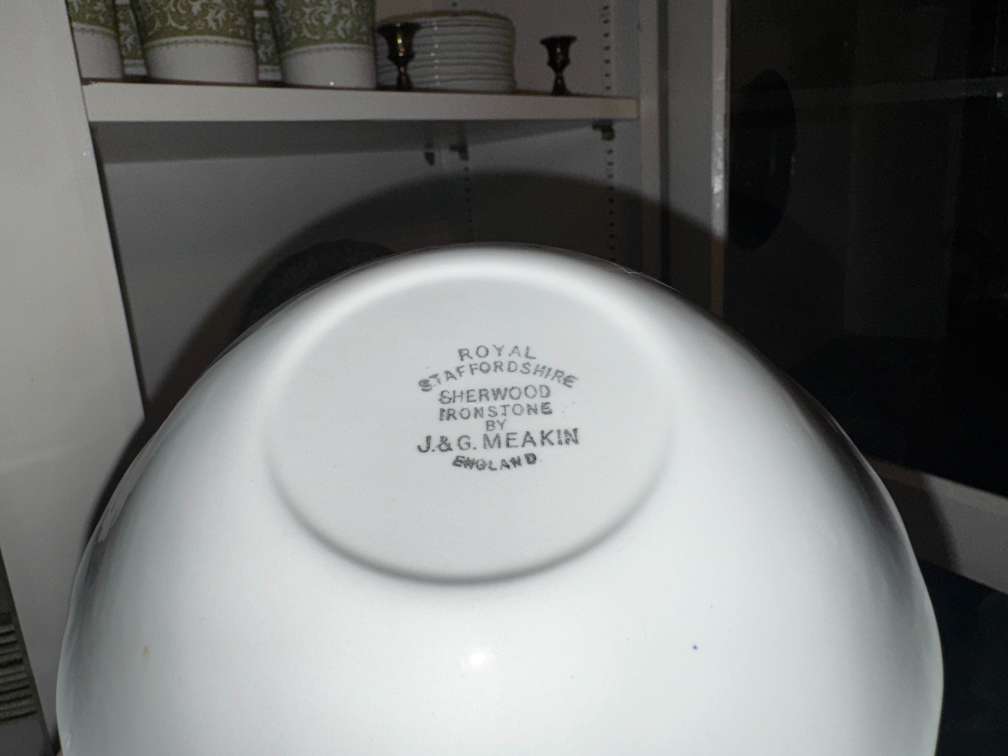 ROYAL
STAFFORDSHIRE
SHERWOOD
IRONSTONE
BY
J.&G. MEAKIN
ENGLAND